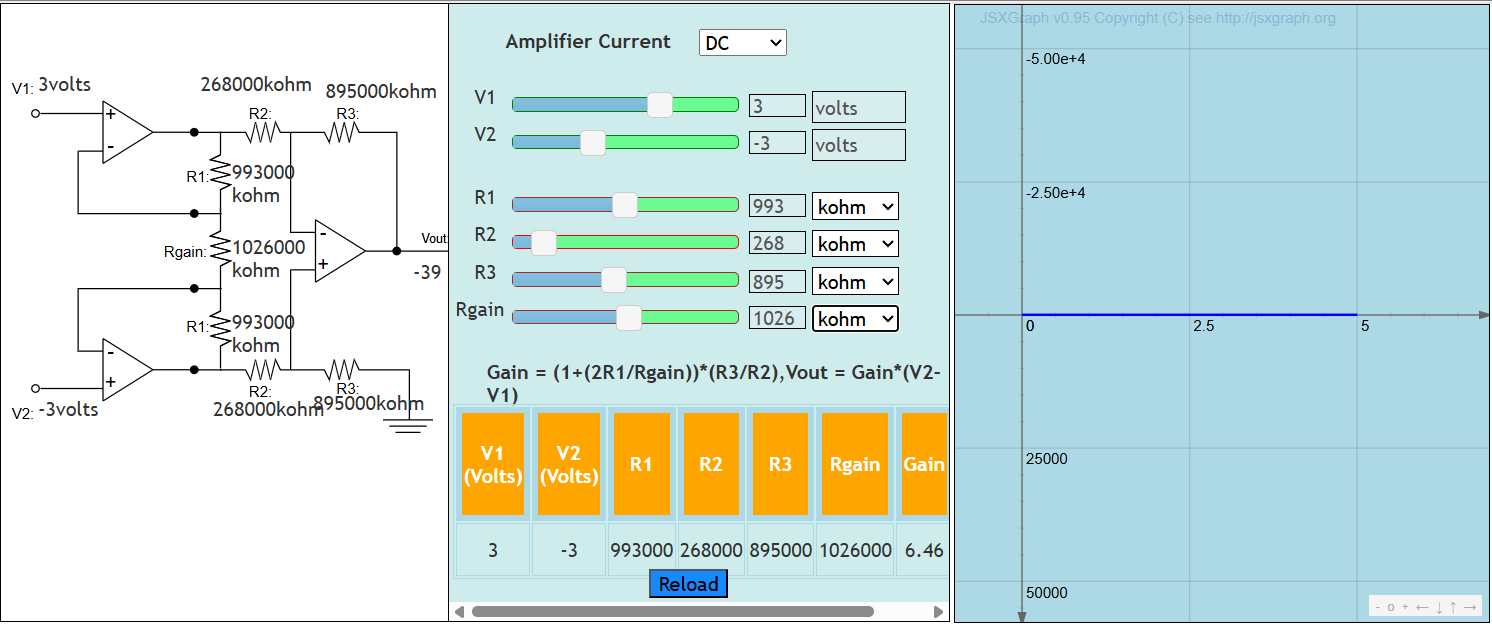 V1: 3volts
268000kohm
895000kohm
R2:
R3:
+
-
R1:
993000
kohm
Rgain:
1026000
kohm
-
+
Vout
-39
R1:
993000
kohm
-
+
V2: -3volts
R2:
R3:
268000kohm
895000kohm
Amplifier Current DC
V1 3 volts
V2 -3 volts
R1 993 kohm
R2 268 kohm
R3 895 kohm
Rgain 1026 kohm
Gain = (1+(2R1/Rgain))*(R3/R2),Vout = Gain*(V2-
V1)
V1 (Volts) V2 (Volts) R1 R2 R3 Rgain Gain
3 -3 993000 268000 895000 1026000 6.46
Reload
JSXGraph v0.95 Copyright (C) see http://jsxgraph.org
-5.00e+4
-2.50e+4
0 2.5 5
25000
50000
- o + ← ↓ ↑ →